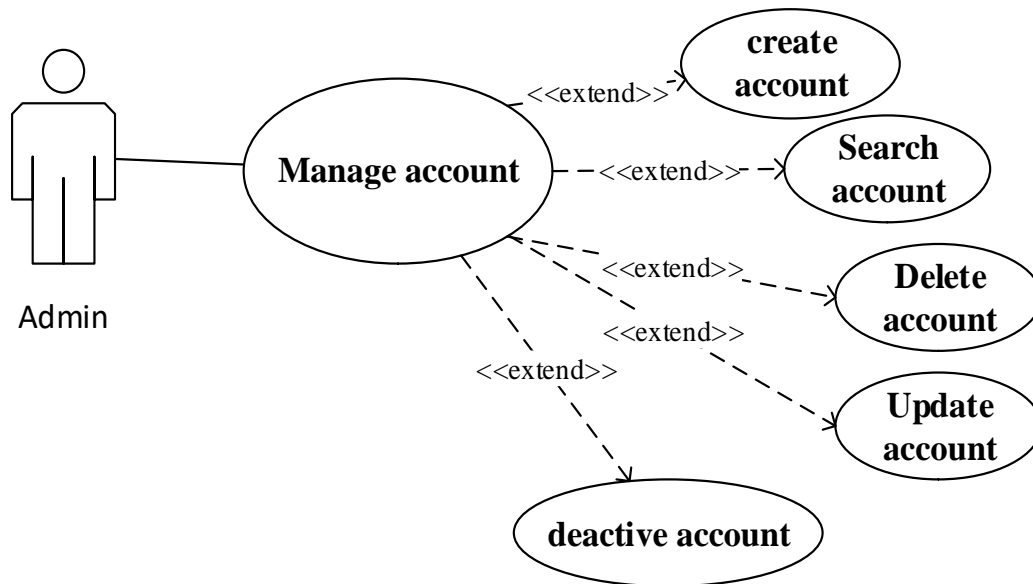 create
account
<<extend>>
Search
account
<<extend>>
Manage account
Delete
account
<<extend>>
Admin
<<extend>>
Update
account
<<extend>>
deactive account